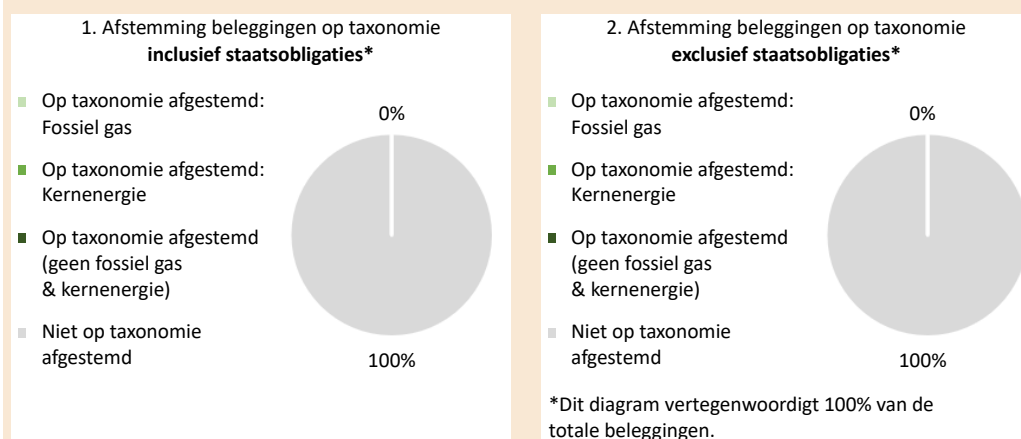 1. Afstemming beleggingen op taxonomie
inclusief staatsobligaties*
Op taxonomie afgestemd:
Fossiel gas
Op taxonomie afgestemd:
Kernenergie
Op taxonomie afgestemd
(geen fossiel gas
& kernenergie)
Niet op taxonomie
afgestemd
0%
100%
2. Afstemming beleggingen op taxonomie
exclusief staatsobligaties*
Op taxonomie afgestemd:
Fossiel gas
Op taxonomie afgestemd:
Kernenergie
Op taxonomie afgestemd
(geen fossiel gas
& kernenergie)
Niet op taxonomie
afgestemd
0%
100%
*Dit diagram vertegenwoordigt 100% van de
totale beleggingen.